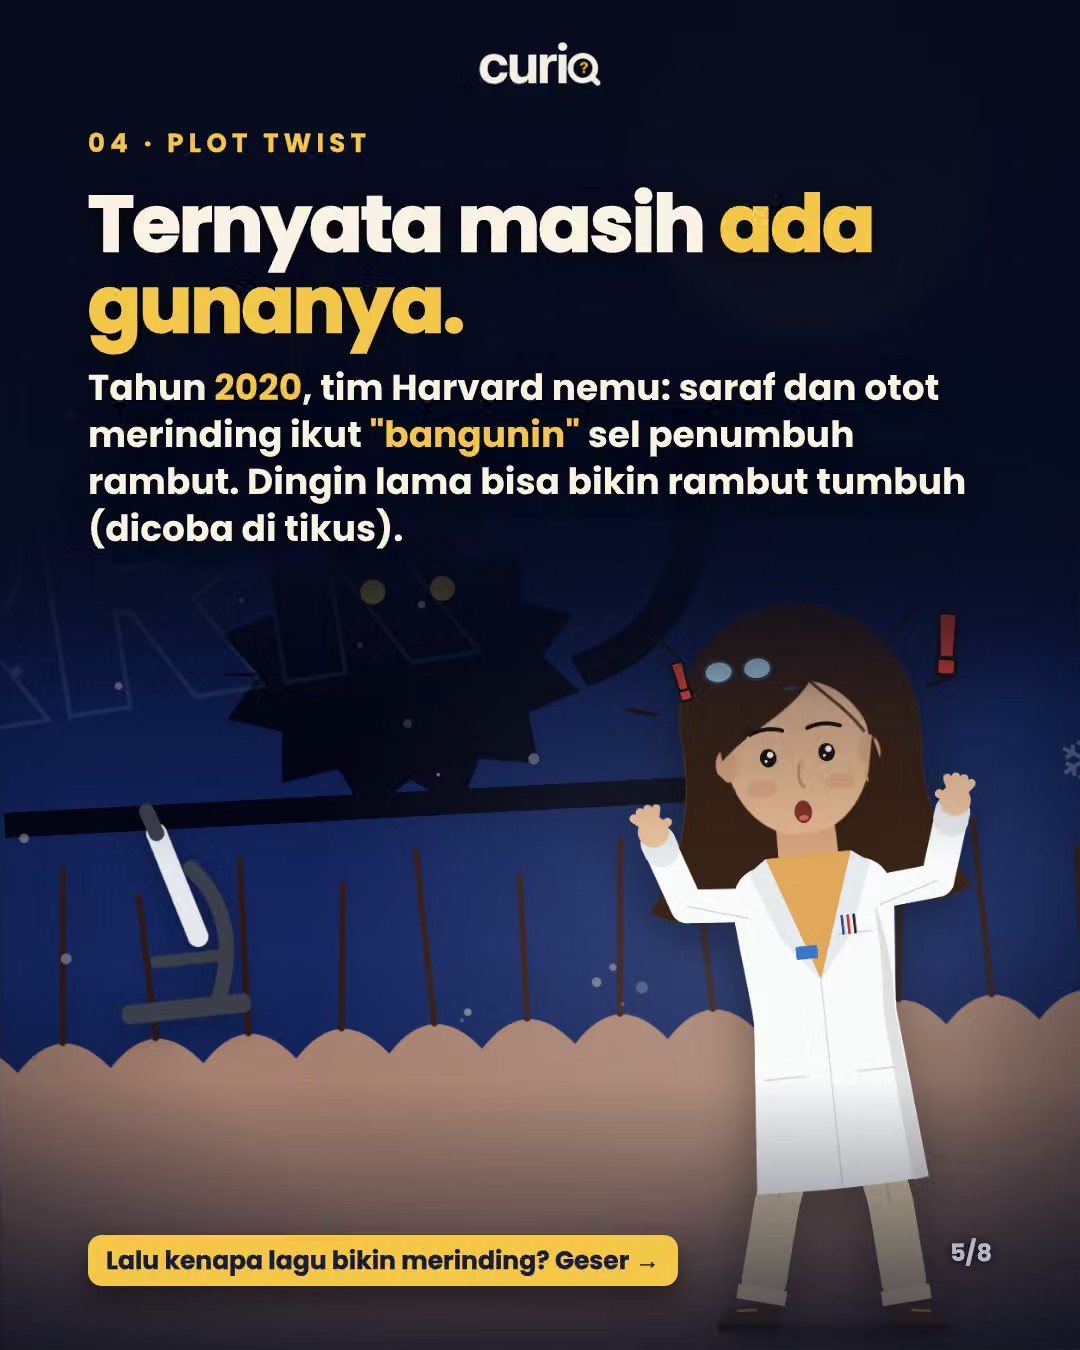 curiQ
04 · PLOT TWIST
Ternyata masih ada
gunanya.
Tahun 2020, tim Harvard nemu: saraf dan otot
merinding ikut "bangunin" sel penumbuh
rambut. Dingin lama bisa bikin rambut tumbuh
(dicoba di tikus).
! !
Lalu kenapa lagu bikin merinding? Geser →
5/8